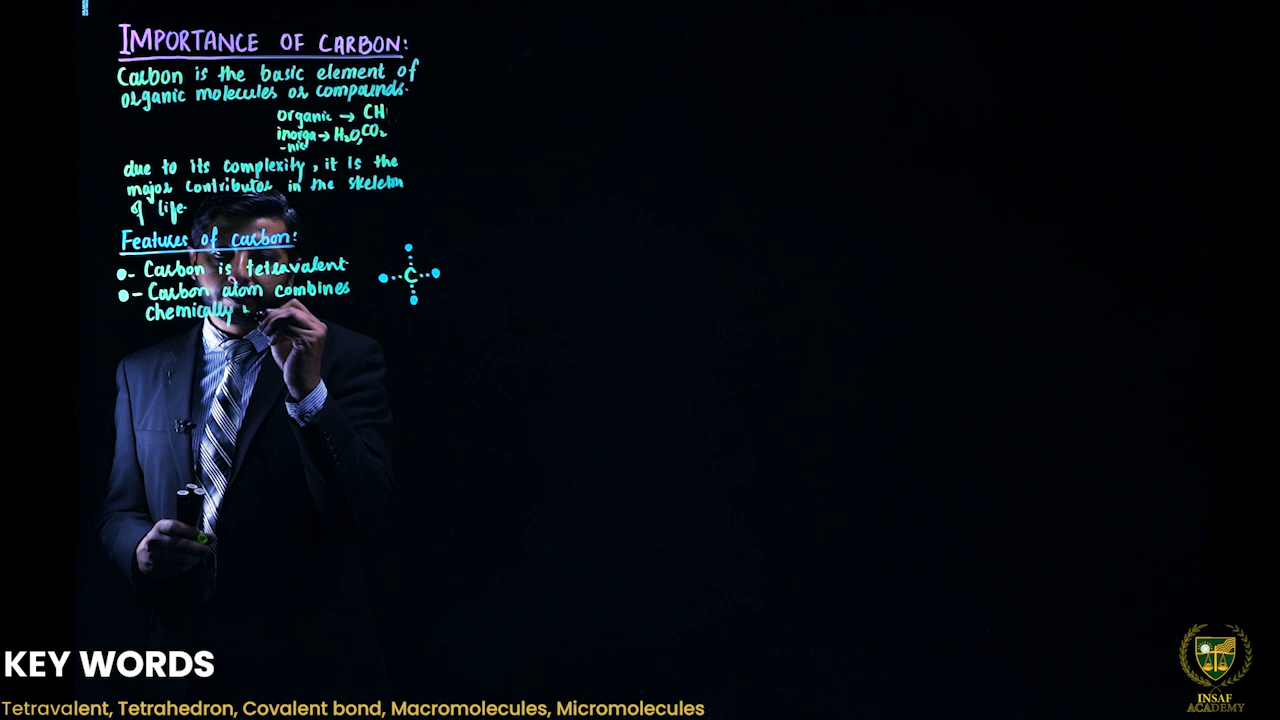 IMPORTANCE OF CARBON:
Carbon is the basic element of
organic molecules or compounds.
organic → CH
inorga → H₂O, CO₂
-nic
due to its complexity, it is the
major contributor in the skeleton
of life.
Features of carbon:
- Carbon is tetravalent
C
- Carbon atom combines
chemically
KEY WORDS
Tetravalent, Tetrahedron, Covalent bond, Macromolecules, Micromolecules
INSAF
ACADEMY